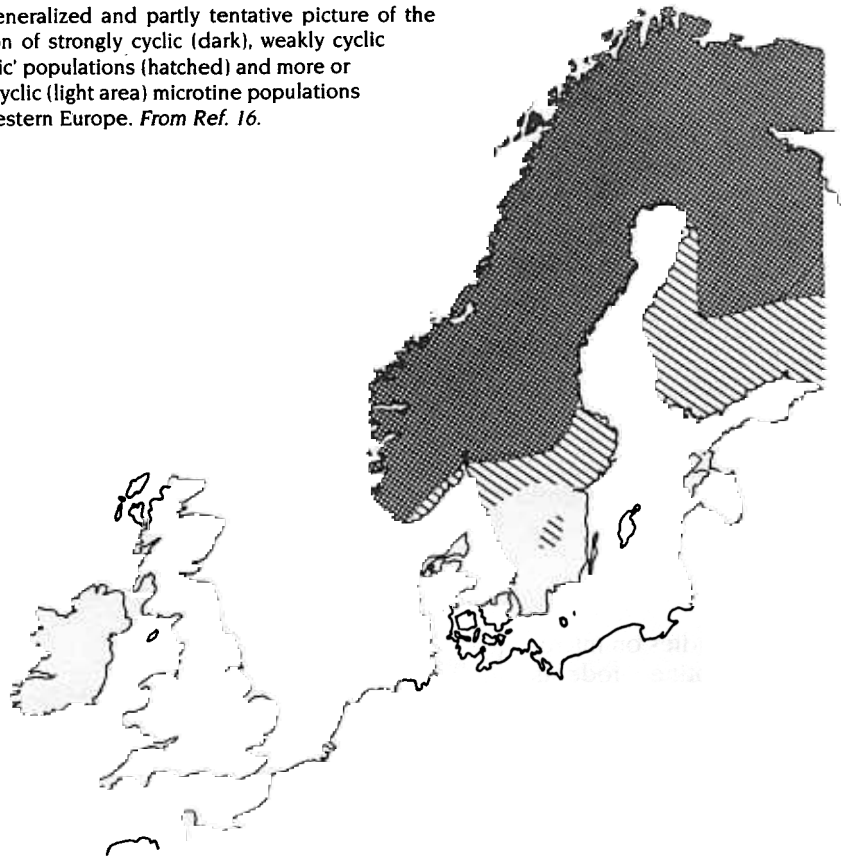 eneralized and partly tentative picture of the
on of strongly cyclic (dark), weakly cyclic
ic' populations (hatched) and more or
yclic (light area) microtine populations
estern Europe. From Ref. 16.